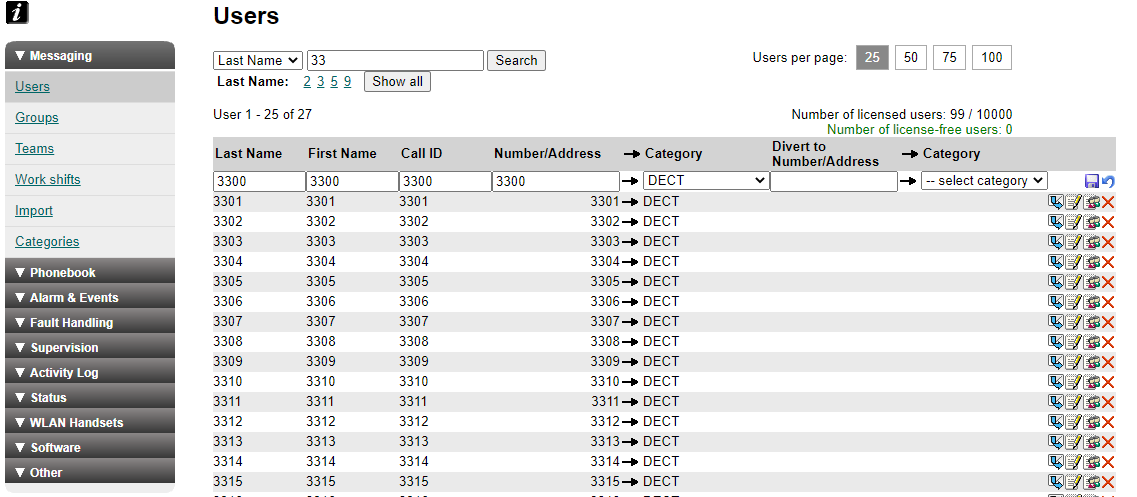 i
Users
▼ Messaging
Users
Groups
Teams
Work shifts
Import
Categories
▼ Phonebook
▼ Alarm & Events
▼ Fault Handling
▼ Supervision
▼ Activity Log
▼ Status
▼ WLAN Handsets
▼ Software
▼ Other
Last Name 33 Search
Last Name: 2 3 5 9 Show all
Users per page: 25 50 75 100
User 1 - 25 of 27
Number of licensed users: 99 / 10000
Number of license-free users: 0
Last Name First Name Call ID Number/Address → Category Divert to Number/Address → Category
3300 3300 3300 3300 → DECT → -- select category
3301 3301 3301 3301 → DECT
3302 3302 3302 3302 → DECT
3303 3303 3303 3303 → DECT
3304 3304 3304 3304 → DECT
3305 3305 3305 3305 → DECT
3306 3306 3306 3306 → DECT
3307 3307 3307 3307 → DECT
3308 3308 3308 3308 → DECT
3309 3309 3309 3309 → DECT
3310 3310 3310 3310 → DECT
3311 3311 3311 3311 → DECT
3312 3312 3312 3312 → DECT
3313 3313 3313 3313 → DECT
3314 3314 3314 3314 → DECT
3315 3315 3315 3315 → DECT